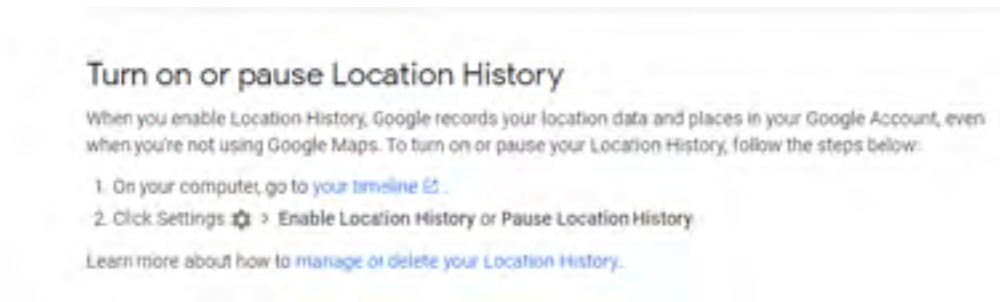 Turn on or pause Location History
When you enable Location History, Google records your location data and places in your Google Account, even
when you're not using Google Maps. To turn on or pause your Location History, follow the steps below:
1. On your computer, go to your timeline.
2. Click Settings > Enable Location History or Pause Location History
Learn more about how to manage or delete your Location History.